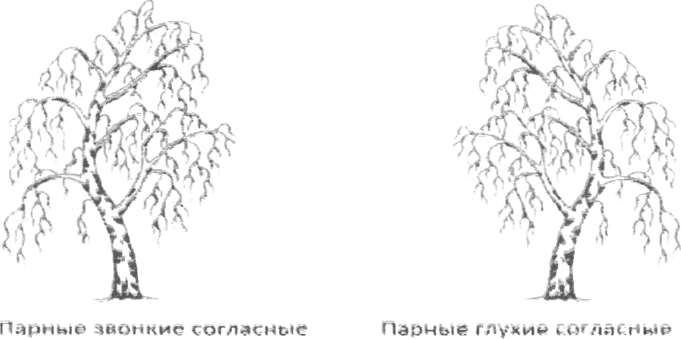 Парные звонкие согласные
Парные глухие согласные